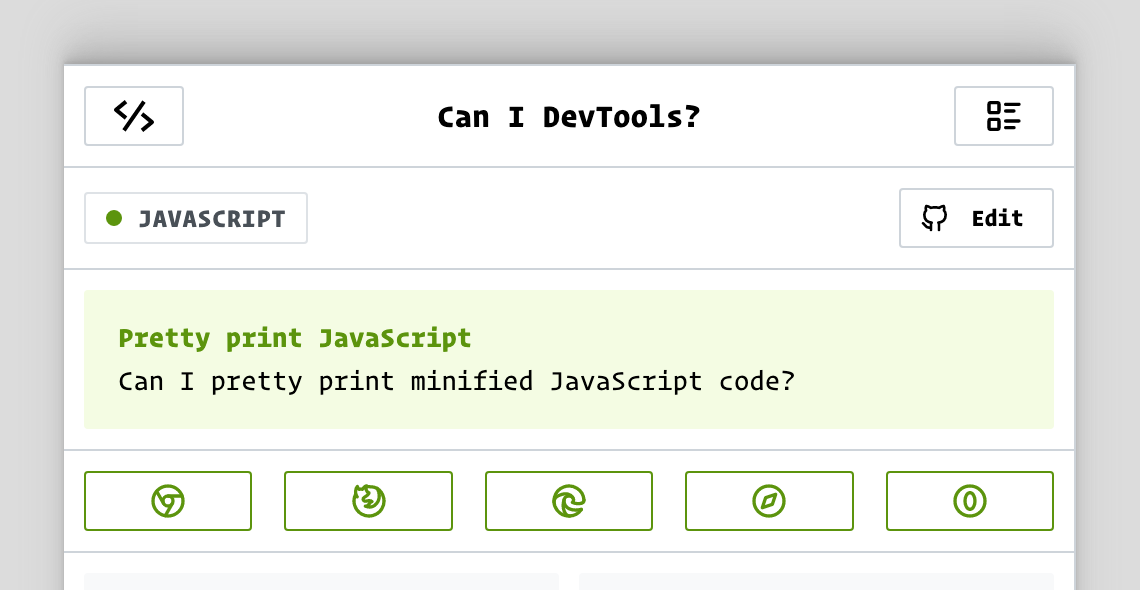 Can I DevTools?
JAVASCRIPT
Edit
Pretty print JavaScript
Can I pretty print minified JavaScript code?